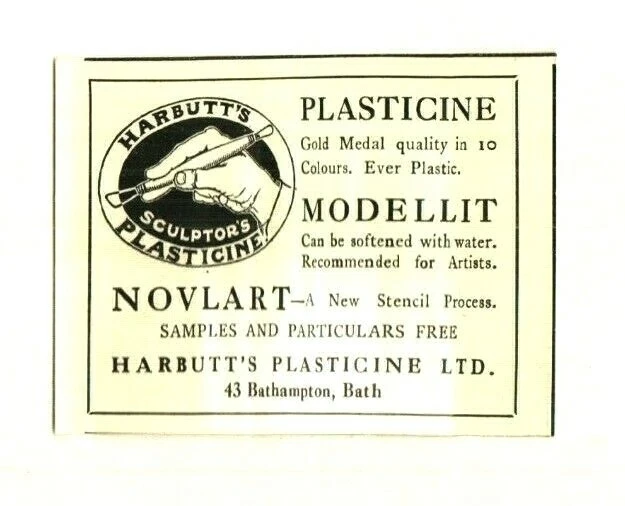 HARBUTT'S
SCULPTOR'S
PLASTICINE
PLASTICINE
Gold Medal quality in 10
Colours. Ever Plastic.
MODELLIT
Can be softened with water.
Recommended for Artists.
NOVLART—A New Stencil Process.
SAMPLES AND PARTICULARS FREE
HARBUTT'S PLASTICINE LTD.
43 Bathampton, Bath